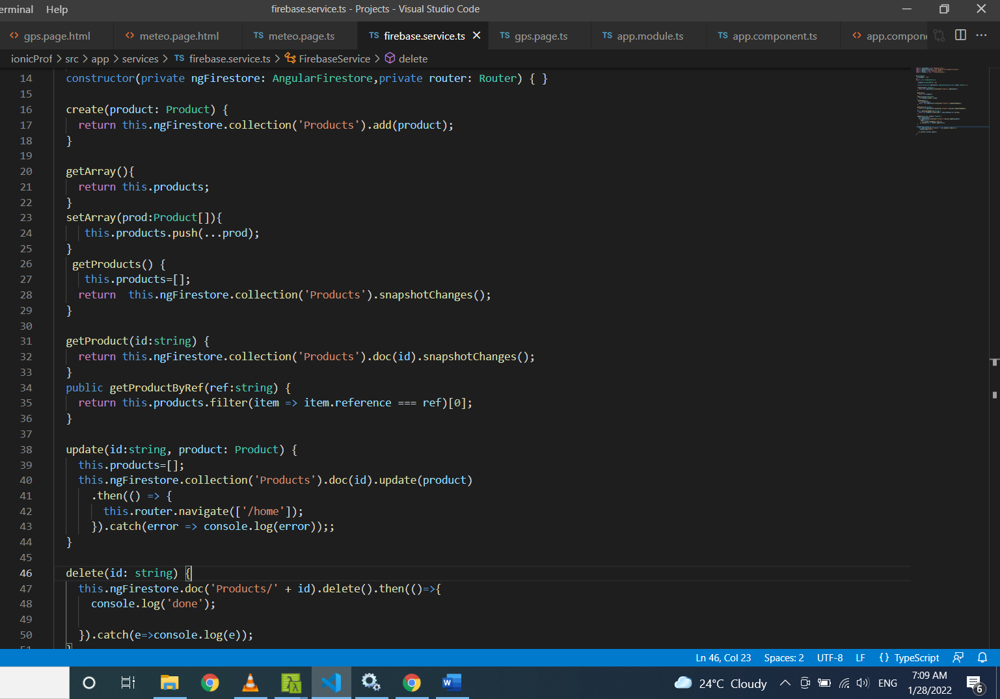 erminal Help firebase.service.ts - Projects - Visual Studio Code
gps.page.html meteo.page.html TS meteo.page.ts TS firebase.service.ts TS gps.page.ts TS app.module.ts TS app.component.ts app.compone
ionicProf > src > app > services > TS firebase.service.ts > FirebaseService > delete
14 constructor(private ngFirestore: AngularFirestore,private router: Router) { }
15
16 create(product: Product) {
17 return this.ngFirestore.collection('Products').add(product);
18 }
19
20 getArray(){
21 return this.products;
22 }
23 setArray(prod:Product[]){
24 this.products.push(...prod);
25 }
26 getProducts() {
27 this.products=[];
28 return  this.ngFirestore.collection('Products').snapshotChanges();
29 }
30
31 getProduct(id:string) {
32 return this.ngFirestore.collection('Products').doc(id).snapshotChanges();
33 }
34 public getProductByRef(ref:string) {
35 return this.products.filter(item => item.reference === ref)[0];
36 }
37
38 update(id:string, product: Product) {
39 this.products=[];
40 this.ngFirestore.collection('Products').doc(id).update(product)
41 .then(() => {
42 this.router.navigate(['/home']);
43 }).catch(error => console.log(error));;
44 }
45
46 delete(id: string) {
47 this.ngFirestore.doc('Products/' + id).delete().then(()=>{
48 console.log('done');
49
50 }).catch(e=>console.log(e));
51 }
Ln 46, Col 23 Spaces: 2 UTF-8 LF {} TypeScript
W 24°C Cloudy ENG 7:09 AM
1/28/2022 6